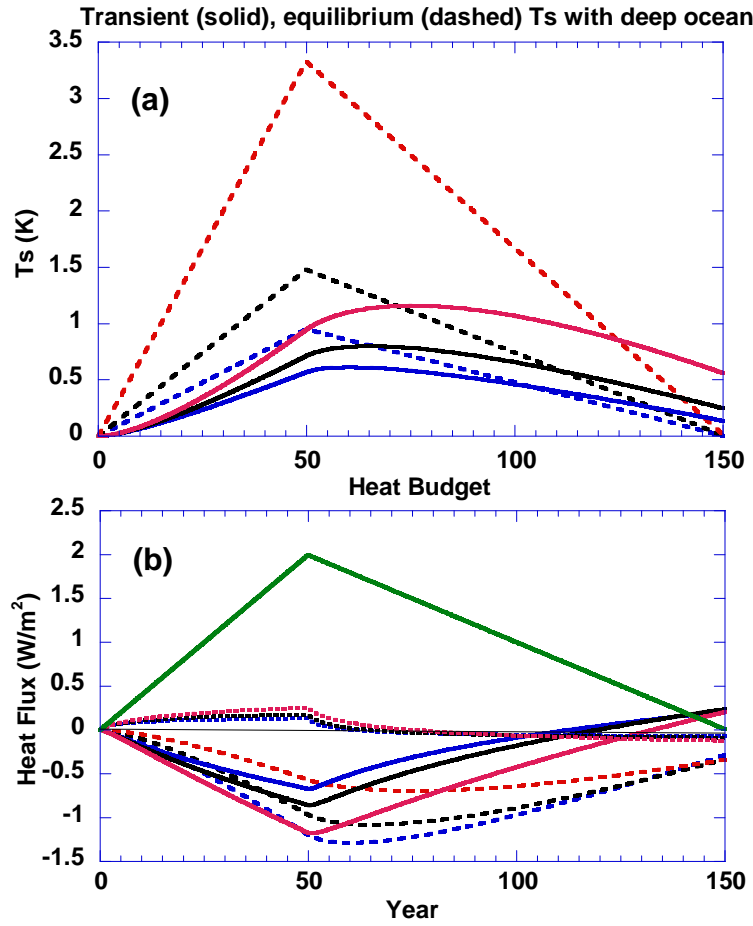 Transient (solid), equilibrium (dashed) Ts with deep ocean
3.5
(a)
3
2.5
2
Ts (K)
1.5
1
0.5
0
0 50 100 150
Heat Budget
2.5
(b)
2
1.5
1
Heat Flux (W/m²)
0.5
0
-0.5
-1
-1.5
0 50 100 150
Year